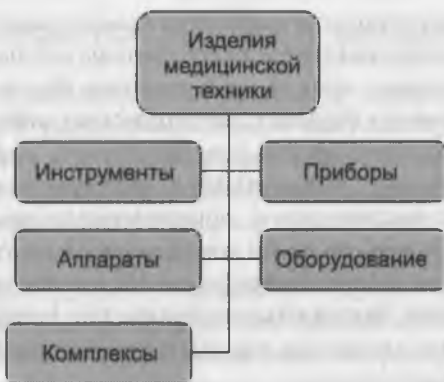 Изделия
медицинской
техники
Инструменты
Приборы
Аппараты
Оборудование
Комплексы